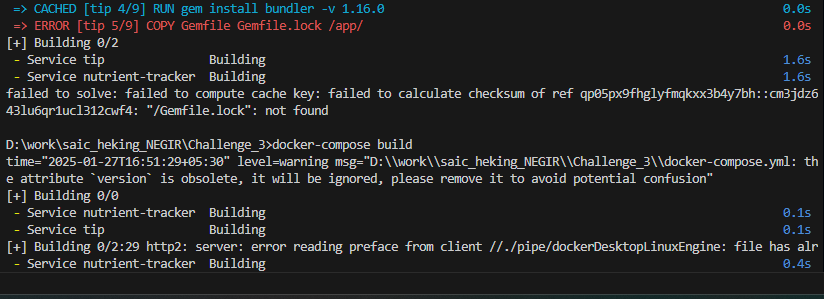 => CACHED [tip 4/9] RUN gem install bundler -v 1.16.0 0.0s
=> ERROR [tip 5/9] COPY Gemfile Gemfile.lock /app/ 0.0s
[+] Building 0/2
- Service tip Building 1.6s
- Service nutrient-tracker Building 1.6s
failed to solve: failed to compute cache key: failed to calculate checksum of ref qp05px9fhglyfmqkxx3b4y7bh::cm3jdz6
43lu6qr1ucl312cwf4: "/Gemfile.lock": not found
D:\work\saic_heking_NEGIR\Challenge_3>docker-compose build
time="2025-01-27T16:51:29+05:30" level=warning msg="D:\\work\\saic_heking_NEGIR\\Challenge_3\\docker-compose.yml: th
e attribute `version` is obsolete, it will be ignored, please remove it to avoid potential confusion"
[+] Building 0/0
- Service nutrient-tracker Building 0.1s
- Service tip Building 0.1s
[+] Building 0/2:29 http2: server: error reading preface from client //./pipe/dockerDesktopLinuxEngine: file has alr
- Service nutrient-tracker Building 0.4s